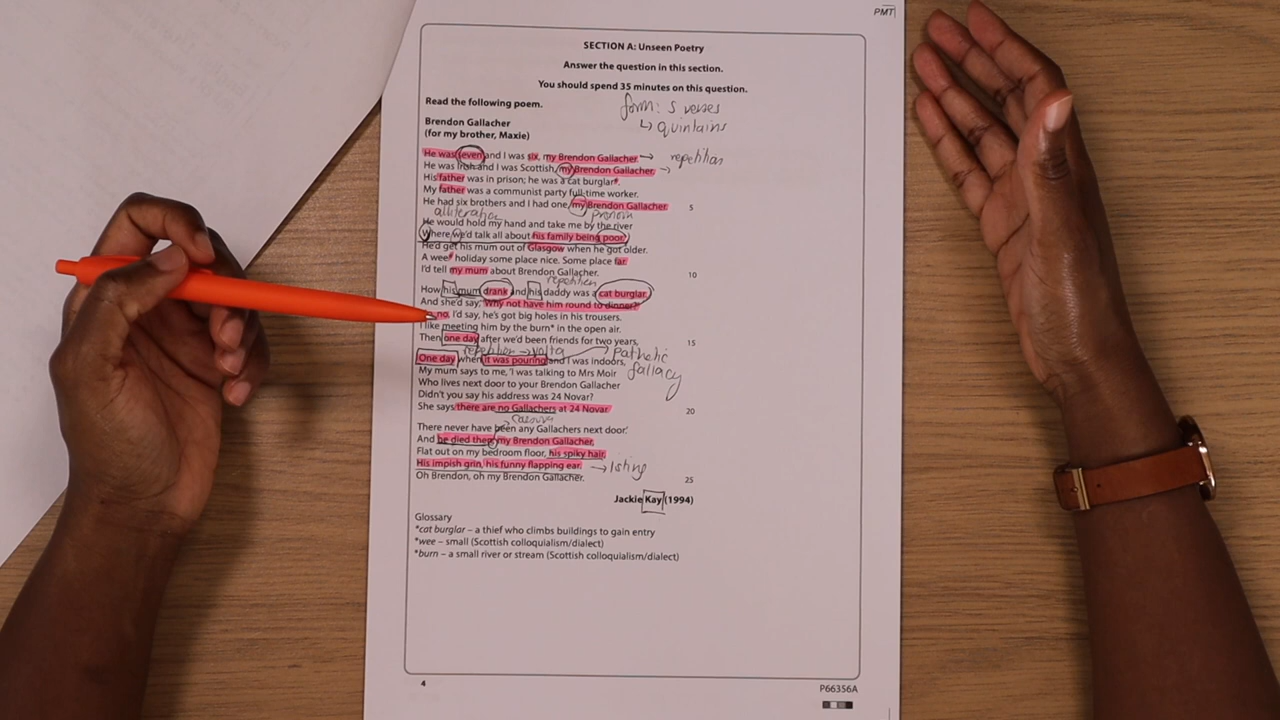 PMT
SECTION A: Unseen Poetry
Answer the question in this section.
You should spend 35 minutes on this question.
Read the following poem.
form: 5 verses
↳ quintains
Brendon Gallacher
(for my brother, Maxie)
He was seven and I was six, my Brendon Gallacher. → repetition
He was Irish and I was Scottish, my Brendon Gallacher. →
His father was in prison; he was a cat burglar*.
My father was a communist party full-time worker.
He had six brothers and I had one, my Brendon Gallacher. 5
alliteration pronoun
He would hold my hand and take me by the river
Where we'd talk all about his family being poor.
He'd get his mum out of Glasgow when he got older.
A wee* holiday some place nice. Some place far.
I'd tell my mum about Brendon Gallacher. 10
repetition
How his mum drank and his daddy was a cat burglar.
And she'd say, 'Why not have him round to dinner?'
no, I'd say, he's got big holes in his trousers.
I like meeting him by the burn* in the open air.
Then one day after we'd been friends for two years, 15
repetition → volta pathetic fallacy
One day when it was pouring and I was indoors,
My mum says to me, 'I was talking to Mrs Moir
Who lives next door to your Brendon Gallacher
Didn't you say his address was 24 Novar?
She says there are no Gallachers at 24 Novar 20
caesura
There never have been any Gallachers next door.'
And he died then, my Brendon Gallacher,
Flat out on my bedroom floor, his spiky hair,
His impish grin, his funny flapping ear. → listing
Oh Brendon, oh my Brendon Gallacher. 25
Jackie Kay (1994)
Glossary
*cat burglar – a thief who climbs buildings to gain entry
*wee – small (Scottish colloquialism/dialect)
*burn – a small river or stream (Scottish colloquialism/dialect)
4
P66356A